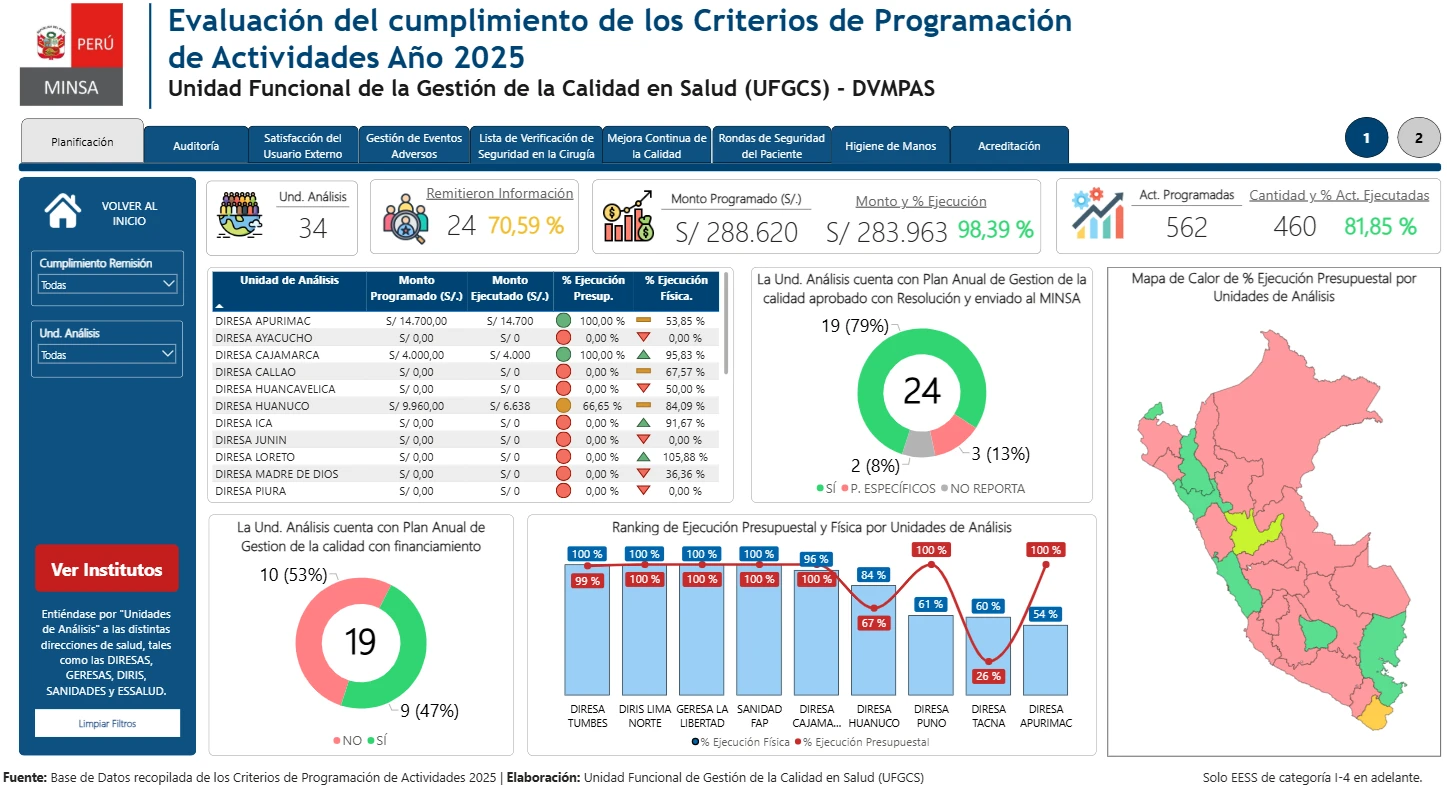 PERÚ
MINSA
Evaluación del cumplimiento de los Criterios de Programación
de Actividades Año 2025
Unidad Funcional de la Gestión de la Calidad en Salud (UFGCS) - DVMPAS
Planificación
Auditoría
Satisfacción del
Usuario Externo
Gestión de Eventos
Adversos
Lista de Verificación de
Seguridad en la Cirugía
Mejora Continua de
la Calidad
Rondas de Seguridad
del Paciente
Higiene de Manos
Acreditación
1
2
VOLVER AL
INICIO
Cumplimiento Remisión
Todas
Und. Análisis
Todas
Ver Institutos
Entiéndase por "Unidades
de Análisis" a las distintas
direcciones de salud, tales
como las DIRESAS,
GERESAS, DIRIS,
SANIDADES y ESSALUD.
Limpiar Filtros
Und. Análisis
34
Remitieron Información
24 70,59 %
Monto Programado (S/.)
S/ 288.620
Monto y % Ejecución
S/ 283.963 98,39 %
Act. Programadas
562
Cantidad y % Act. Ejecutadas
460 81,85 %
Unidad de Análisis
Monto
Programado (S/.)
Monto
Ejecutado (S/.)
% Ejecución
Presup.
% Ejecución
Física.
DIRESA APURIMAC S/ 14.700,00 S/ 14.700 100,00 % 53,85 %
DIRESA AYACUCHO S/ 0,00 S/ 0 0,00 % 0,00 %
DIRESA CAJAMARCA S/ 4.000,00 S/ 4.000 100,00 % 95,83 %
DIRESA CALLAO S/ 0,00 S/ 0 0,00 % 67,57 %
DIRESA HUANCAVELICA S/ 0,00 S/ 0 0,00 % 50,00 %
DIRESA HUANUCO S/ 9.960,00 S/ 6.638 66,65 % 84,09 %
DIRESA ICA S/ 0,00 S/ 0 0,00 % 91,67 %
DIRESA JUNIN S/ 0,00 S/ 0 0,00 % 0,00 %
DIRESA LORETO S/ 0,00 S/ 0 0,00 % 105,88 %
DIRESA MADRE DE DIOS S/ 0,00 S/ 0 0,00 % 36,36 %
DIRESA PIURA S/ 0,00 S/ 0 0,00 % 0,00 %
La Und. Análisis cuenta con Plan Anual de Gestion de la
calidad aprobado con Resolución y enviado al MINSA
19 (79%)
24
2 (8%)
3 (13%)
SÍ P. ESPECÍFICOS NO REPORTA
Mapa de Calor de % Ejecución Presupuestal por
Unidades de Análisis
La Und. Análisis cuenta con Plan Anual de
Gestion de la calidad con financiamiento
10 (53%)
19
9 (47%)
NO SÍ
Ranking de Ejecución Presupuestal y Física por Unidades de Análisis
100 % 100 % 100 % 100 % 96 % 84 % 61 % 60 % 54 %
99 % 100 % 100 % 100 % 100 % 67 % 100 % 26 % 100 %
DIRESA
TUMBES
DIRIS LIMA
NORTE
GERESA LA
LIBERTAD
SANIDAD
FAP
DIRESA
CAJAMA...
DIRESA
HUANUCO
DIRESA
PUNO
DIRESA
TACNA
DIRESA
APURIMAC
% Ejecución Física % Ejecución Presupuestal
Fuente: Base de Datos recopilada de los Criterios de Programación de Actividades 2025 | Elaboración: Unidad Funcional de Gestión de la Calidad en Salud (UFGCS)
Solo EESS de categoría I-4 en adelante.